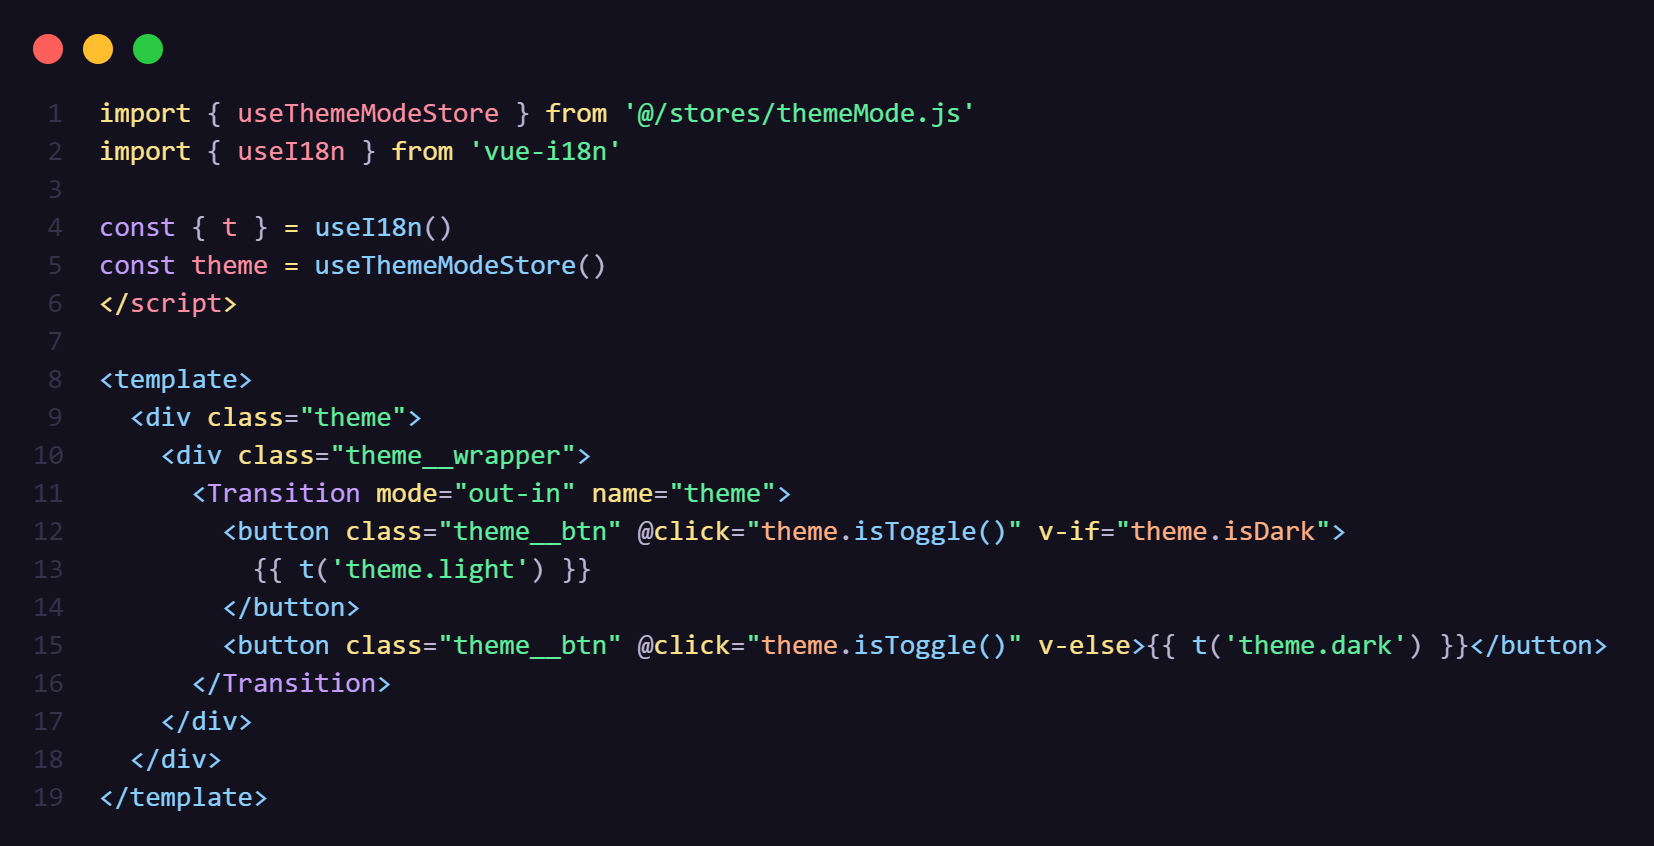 1 import { useThemeModeStore } from '@/stores/themeMode.js'
2 import { useI18n } from 'vue-i18n'
3
4 const { t } = useI18n()
5 const theme = useThemeModeStore()
6 </script>
7
8 <template>
9   <div class="theme">
10     <div class="theme__wrapper">
11       <Transition mode="out-in" name="theme">
12         <button class="theme__btn" @click="theme.isToggle()" v-if="theme.isDark">
13           {{ t('theme.light') }}
14         </button>
15         <button class="theme__btn" @click="theme.isToggle()" v-else>{{ t('theme.dark') }}</button>
16       </Transition>
17     </div>
18   </div>
19 </template>